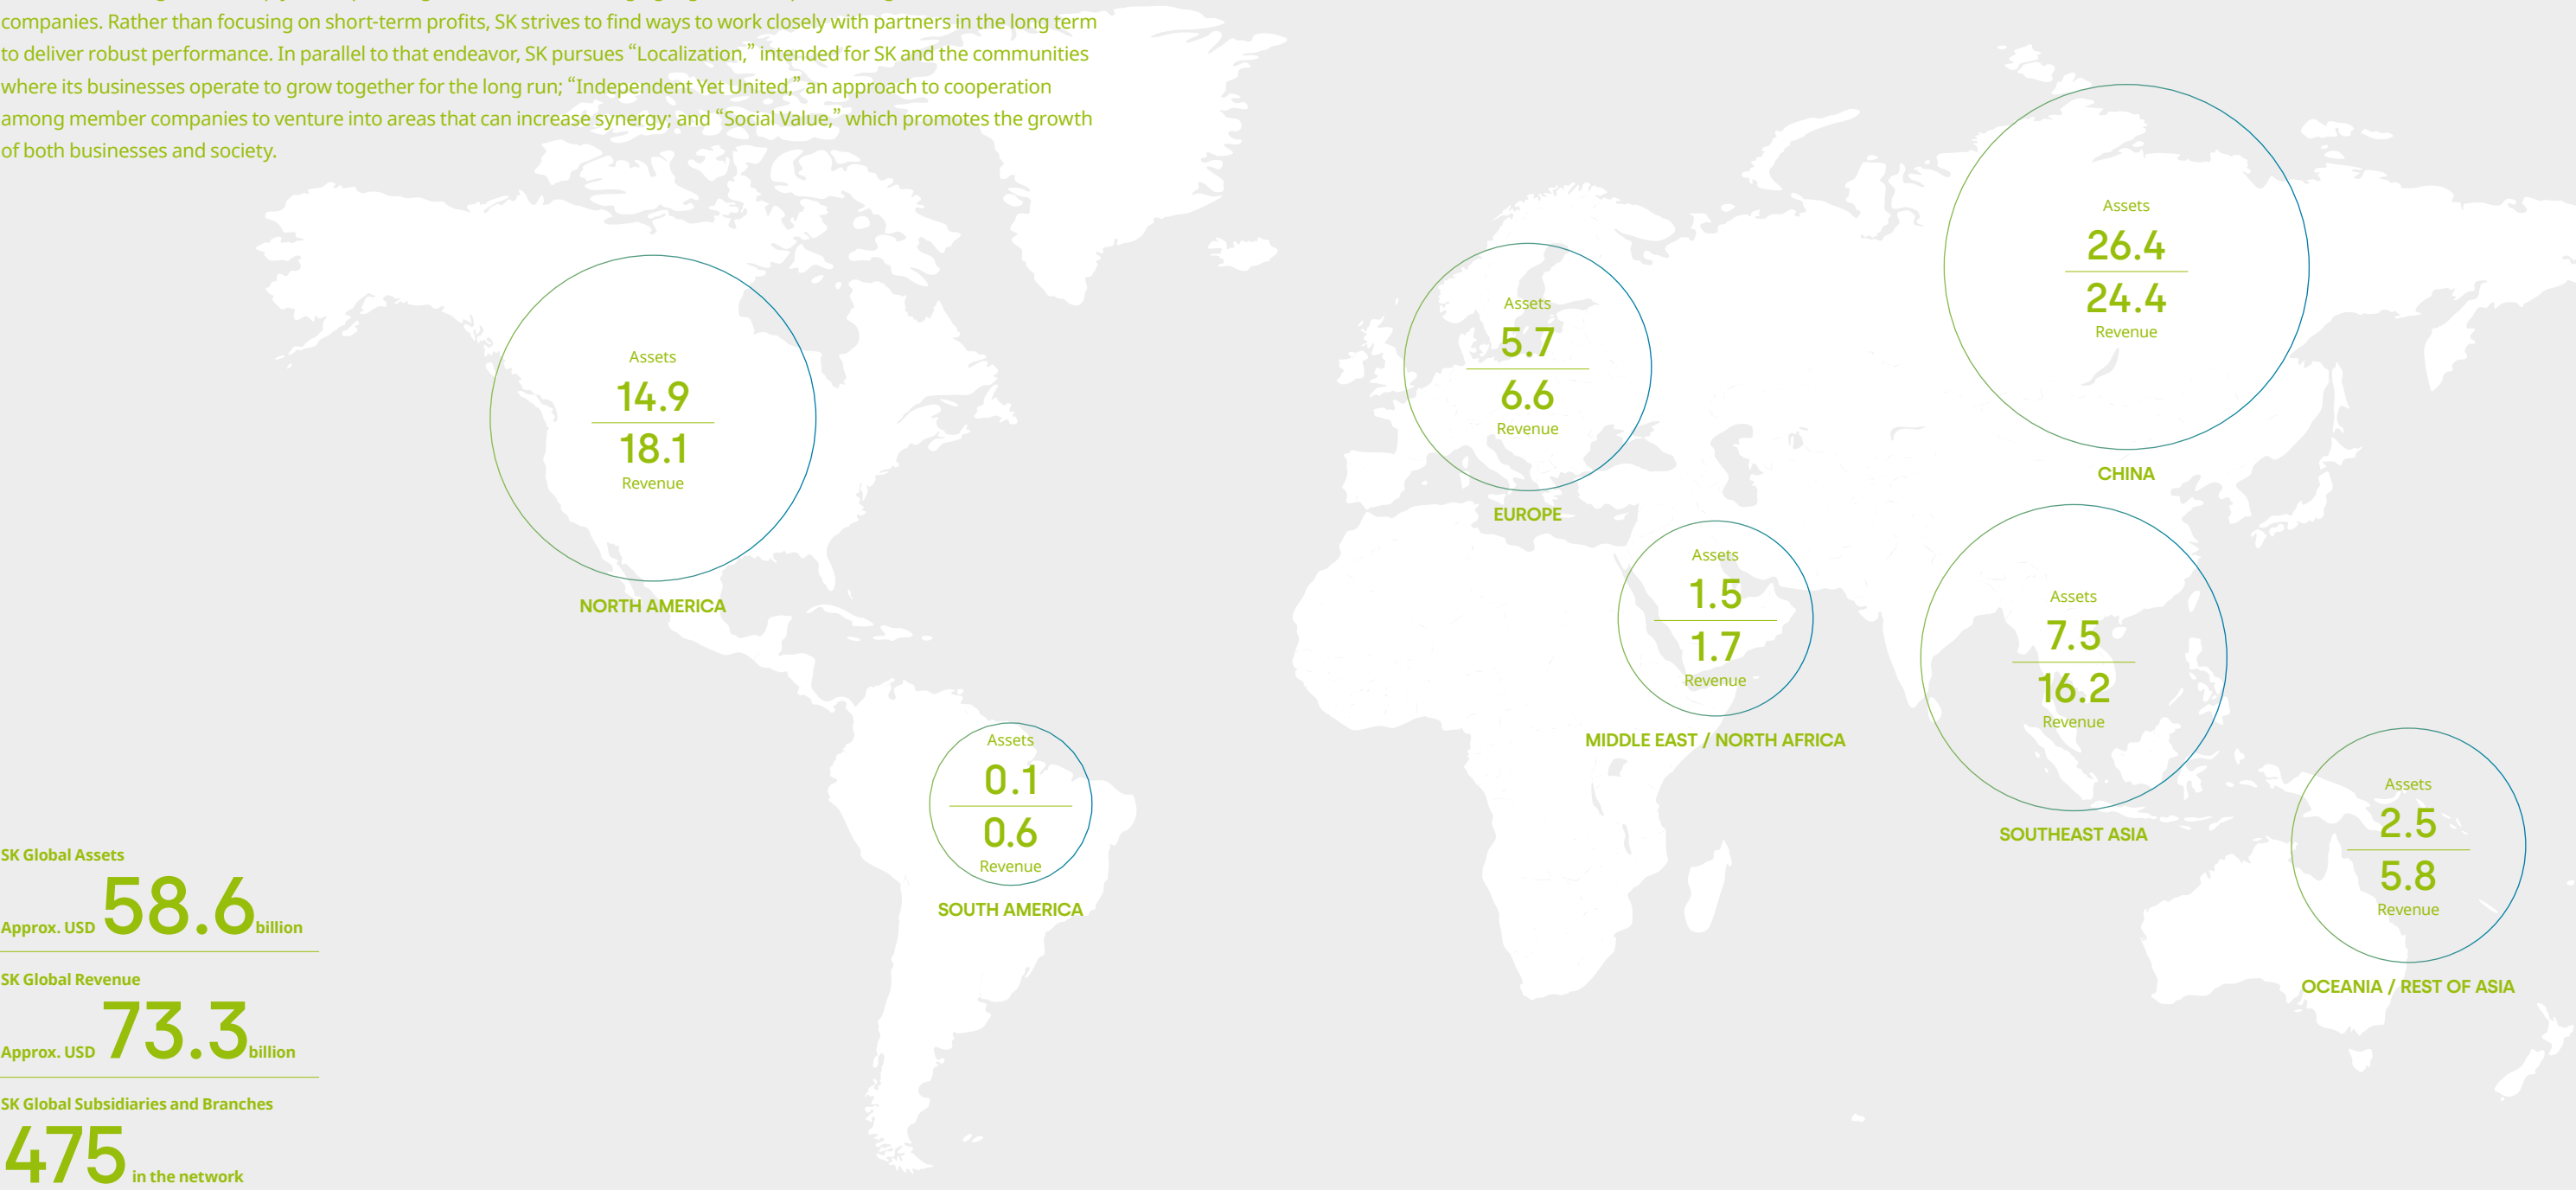 companies. Rather than focusing on short-term profits, SK strives to find ways to work closely with partners in the long term
to deliver robust performance. In parallel to that endeavor, SK pursues “Localization,” intended for SK and the communities
where its businesses operate to grow together for the long run; “Independent Yet United,” an approach to cooperation
among member companies to venture into areas that can increase synergy; and “Social Value,” which promotes the growth
of both businesses and society.
Assets
14.9
18.1
Revenue
NORTH AMERICA
Assets
0.1
0.6
Revenue
SOUTH AMERICA
Assets
5.7
6.6
Revenue
EUROPE
Assets
1.5
1.7
Revenue
MIDDLE EAST / NORTH AFRICA
Assets
26.4
24.4
Revenue
CHINA
Assets
7.5
16.2
Revenue
SOUTHEAST ASIA
Assets
2.5
5.8
Revenue
OCEANIA / REST OF ASIA
SK Global Assets
Approx. USD 58.6 billion
SK Global Revenue
Approx. USD 73.3 billion
SK Global Subsidiaries and Branches
475 in the network